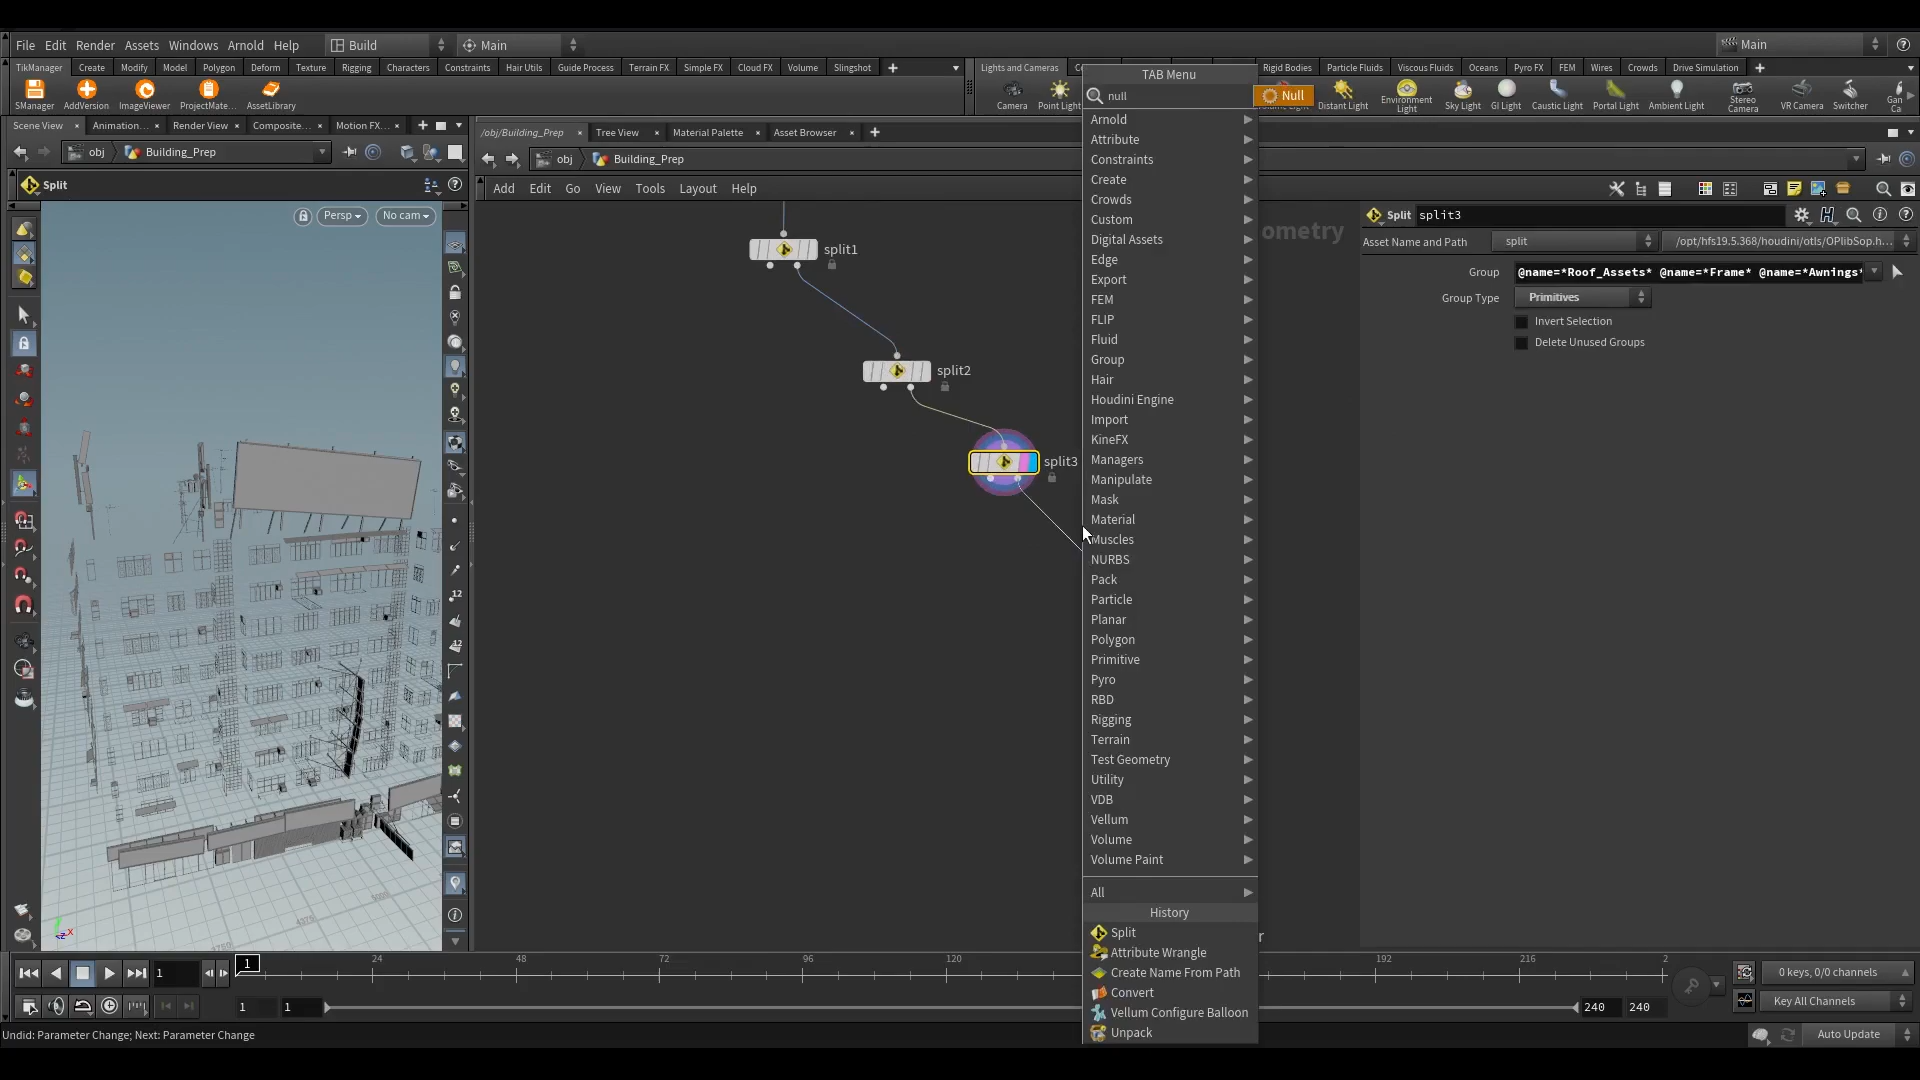 File Edit Render Assets Windows Arnold Help Build Main Main
TikManager Create Modify Model Polygon Deform Texture Rigging Characters Constraints Hair Utils Guide Process Terrain FX Simple FX Cloud FX Volume Slingshot
SManager AddVersion ImageViewer ProjectMate... AssetLibrary
Lights and Cameras Rigid Bodies Particle Fluids Viscous Fluids Oceans Pyro FX FEM Wires Crowds Drive Simulation
Camera Point Light Distant Light Environment Light Sky Light GI Light Caustic Light Portal Light Ambient Light Stereo Camera VR Camera Switcher
Scene View Animation... Render View Composite... Motion FX...
obj Building_Prep
Split
Persp No cam
/obj/Building_Prep Tree View Material Palette Asset Browser
obj Building_Prep
Add Edit Go View Tools Layout Help
ometry
split1
split2
split3
TAB Menu
null
Null
Arnold
Attribute
Constraints
Create
Crowds
Custom
Digital Assets
Edge
Export
FEM
FLIP
Fluid
Group
Hair
Houdini Engine
Import
KineFX
Managers
Manipulate
Mask
Material
Muscles
NURBS
Pack
Particle
Planar
Polygon
Primitive
Pyro
RBD
Rigging
Terrain
Test Geometry
Utility
VDB
Vellum
Volume
Volume Paint
All
History
Split
Attribute Wrangle
Create Name From Path
Convert
Vellum Configure Balloon
Unpack
Split split3
Asset Name and Path split /opt/hfs19.5.368/houdini/otls/OPlibSop.h...
Group @name=*Roof_Assets* @name=*Frame* @name=*Awnings*
Group Type Primitives
Invert Selection
Delete Unused Groups
1 1 24 48 72 96 120 192 216 2
0 keys, 0/0 channels
1 1 240 240
Key All Channels
Undid: Parameter Change; Next: Parameter Change
Auto Update